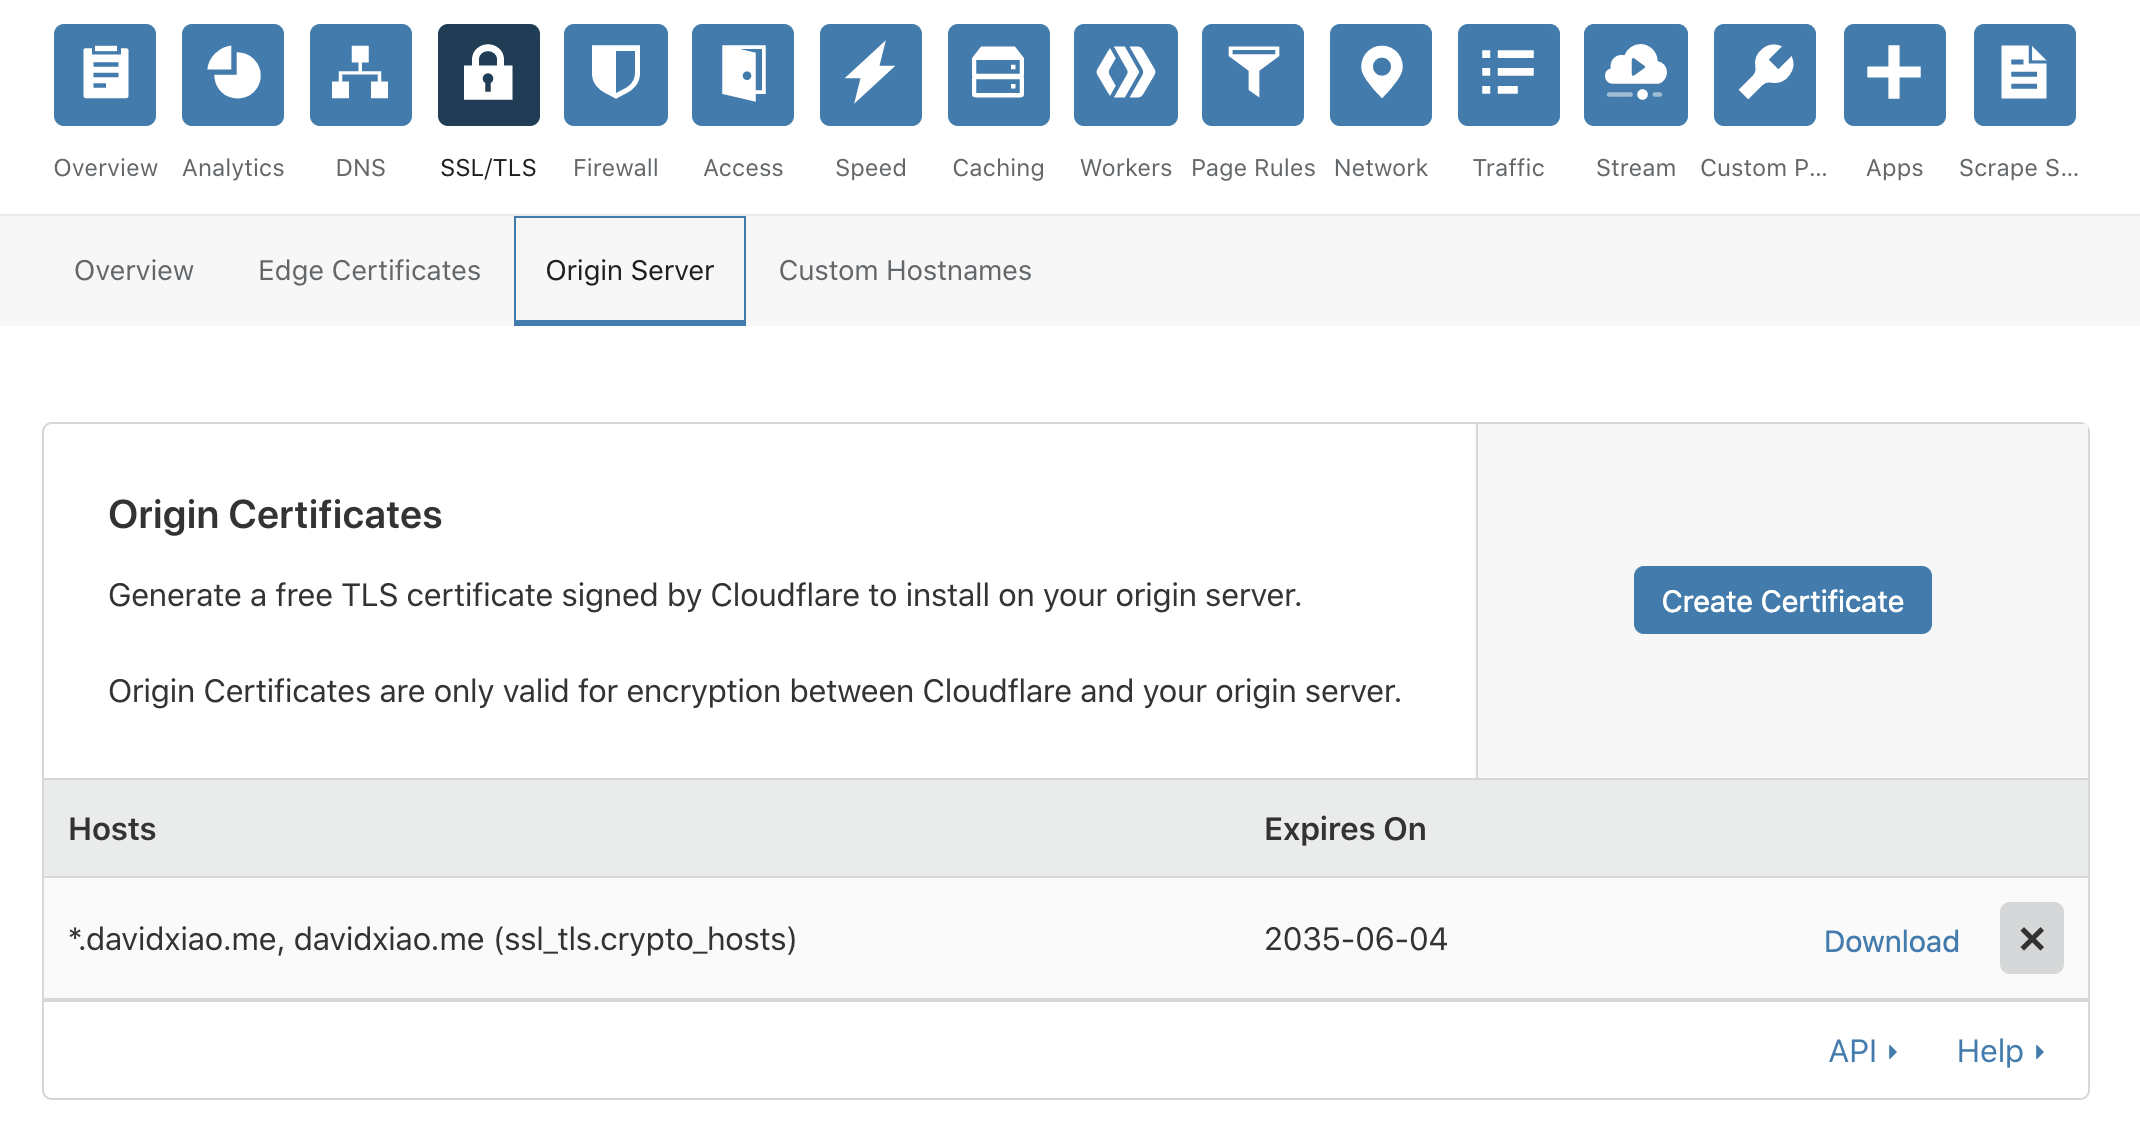 Overview Analytics DNS SSL/TLS Firewall Access Speed Caching Workers Page Rules Network Traffic Stream Custom P... Apps Scrape S...
Overview Edge Certificates Origin Server Custom Hostnames
Origin Certificates
Generate a free TLS certificate signed by Cloudflare to install on your origin server.
Origin Certificates are only valid for encryption between Cloudflare and your origin server.
Create Certificate
Hosts Expires On
*.davidxiao.me, davidxiao.me (ssl_tls.crypto_hosts) 2035-06-04 Download
API Help